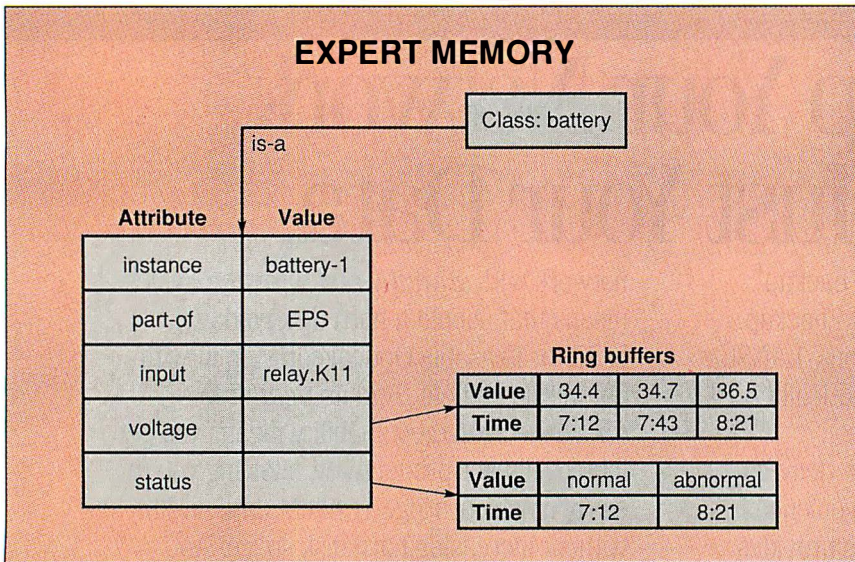 EXPERT MEMORY
Class: battery
is-a
Attribute Value
instance battery-1
part-of EPS
input relay.K11
voltage
status
Ring buffers
Value 34.4 34.7 36.5
Time 7:12 7:43 8:21
Value normal abnormal
Time 7:12 8:21